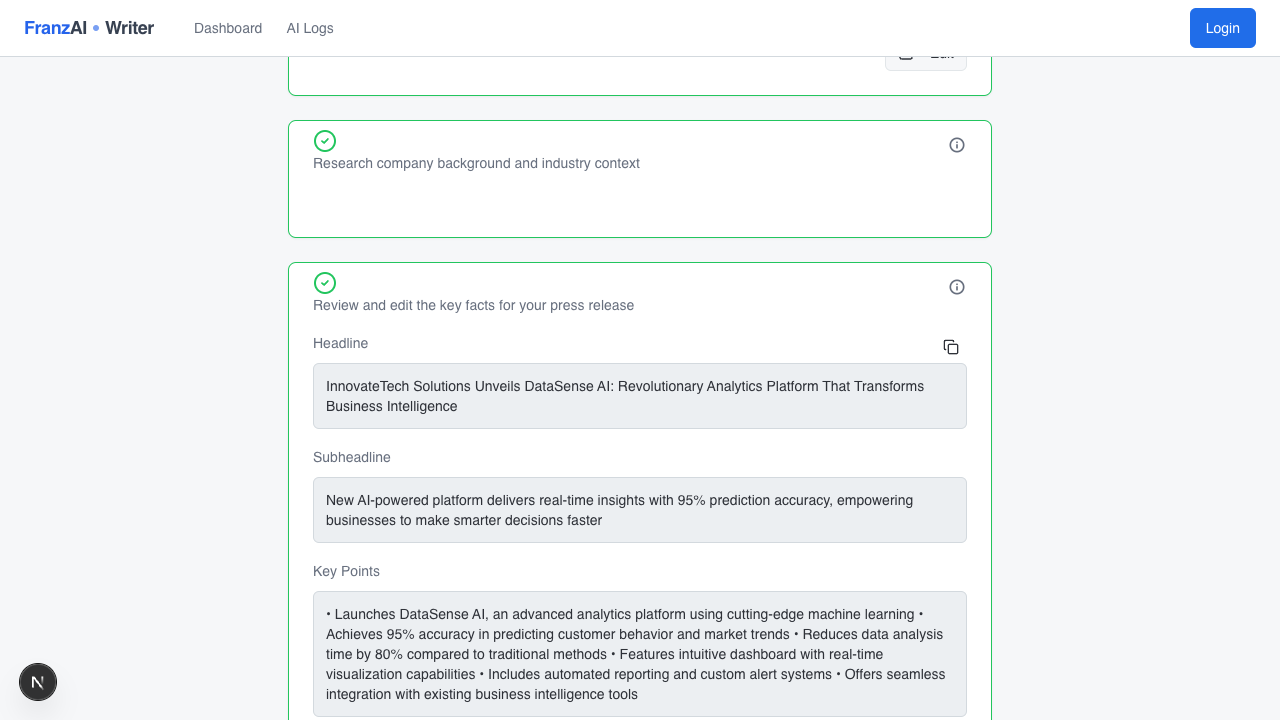 FranzAI • Writer
Dashboard
AI Logs
Login
Research company background and industry context
Review and edit the key facts for your press release
Headline
InnovateTech Solutions Unveils DataSense AI: Revolutionary Analytics Platform That Transforms
Business Intelligence
Subheadline
New AI-powered platform delivers real-time insights with 95% prediction accuracy, empowering
businesses to make smarter decisions faster
Key Points
• Launches DataSense AI, an advanced analytics platform using cutting-edge machine learning •
Achieves 95% accuracy in predicting customer behavior and market trends • Reduces data analysis
time by 80% compared to traditional methods • Features intuitive dashboard with real-time
visualization capabilities • Includes automated reporting and custom alert systems • Offers seamless
integration with existing business intelligence tools
N